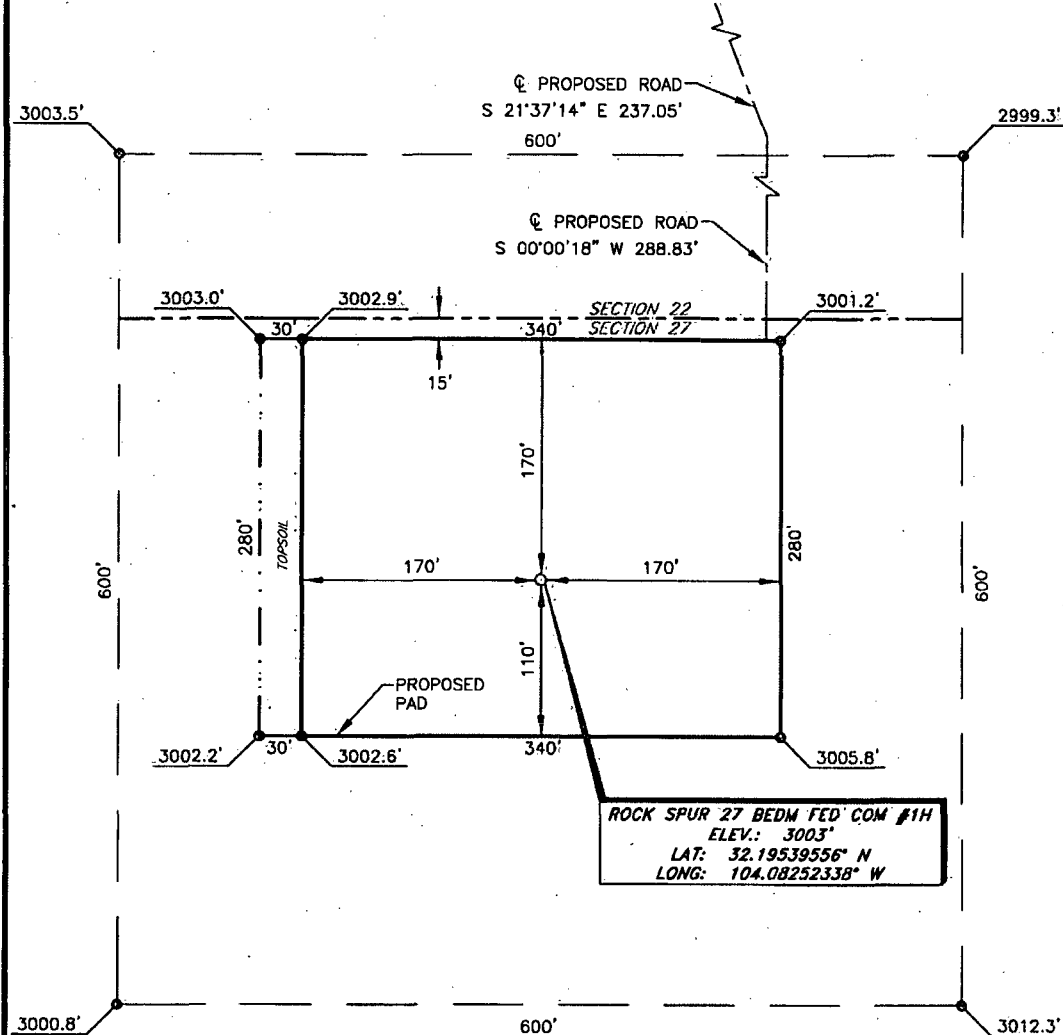 ℄ PROPOSED ROAD
S 21°37'14" E 237.05'
3003.5'
2999.3'
600'
℄ PROPOSED ROAD
S 00°00'18" W 288.83'
3003.0'
3002.9'
SECTION 22
3001.2'
30'
340'
SECTION 27
15'
170'
280'
TOPSOIL
280'
600'
170'
170'
600'
110'
PROPOSED
PAD
3002.2'
30'
3002.6'
340'
3005.8'
ROCK SPUR 27 BEDM FED COM #1H
ELEV.: 3003'
LAT: 32.19539556° N
LONG: 104.08252338° W
3000.8'
600'
3012.3'